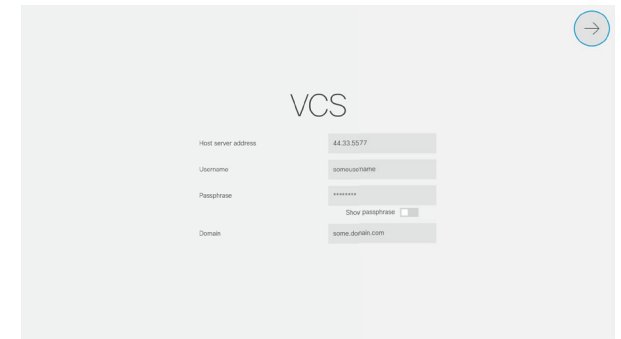 VCS
Host server address 44.33.5577
Username someusername
Passphrase ********
Show passphrase
Domain some.domain.com